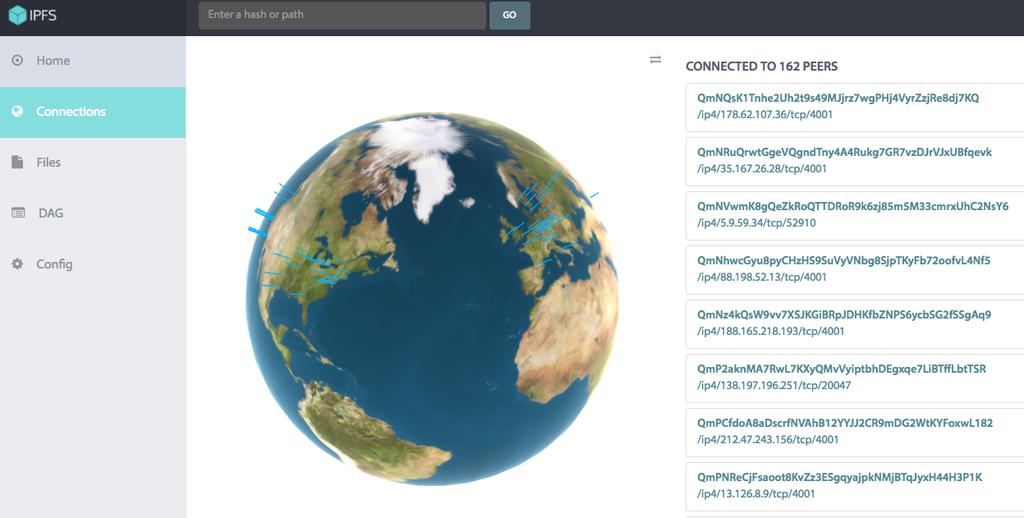 IPFS
Enter a hash or path
GO
Home
Connections
Files
DAG
Config
CONNECTED TO 162 PEERS
QmNQsK1Tnhe2Uh2t9s49MJjrz7wgPHj4VyrZzjRe8dj7KQ
/ip4/178.62.107.36/tcp/4001
QmNRuQrwtGgeVQgndTny4A4Rukg7GR7vzDJrVJxUBfqevk
/ip4/35.167.26.28/tcp/4001
QmNVwmK8gQeZkRoQTTDRoR9k6zj85m5M33cmrxUhC2NsY6
/ip4/5.9.59.34/tcp/52910
QmNhwcGyu8pyCHzHS9SuVyVNbg8SjpTKyFb72oofvL4Nf5
/ip4/88.198.52.13/tcp/4001
QmNz4kQsW9vv7XSJKGiBRpJDHKfbZNPS6ycbSG2fSSgAq9
/ip4/188.165.218.193/tcp/4001
QmP2aknMA7RwL7KXyQMvVyiptbhDEgxqe7LiBTffLbtTSR
/ip4/138.197.196.251/tcp/20047
QmPCfdoA8aDscrfNVAhB12YYJJ2CR9mDG2WtKYFoxwL182
/ip4/212.47.243.156/tcp/4001
QmPNReCjFsaoot8KvZz3ESgqyajpkNMjBTqJyxH44H3P1K
/ip4/13.126.8.9/tcp/4001